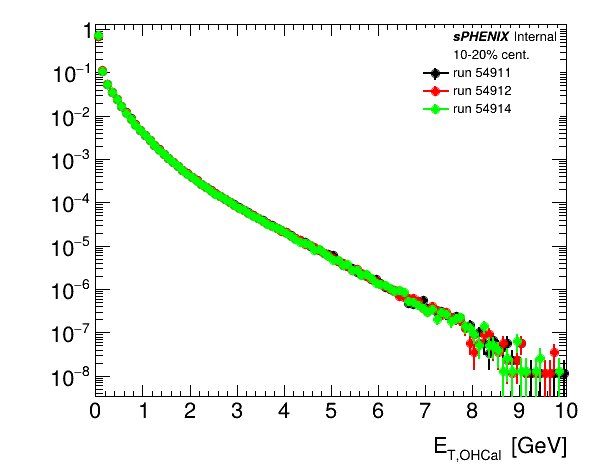 sPHENIX Internal
10-20% cent.
run 54911
run 54912
run 54914
1
10⁻¹
10⁻²
10⁻³
10⁻⁴
10⁻⁵
10⁻⁶
10⁻⁷
10⁻⁸
0 1 2 3 4 5 6 7 8 9 10
E_T,OHCal [GeV]